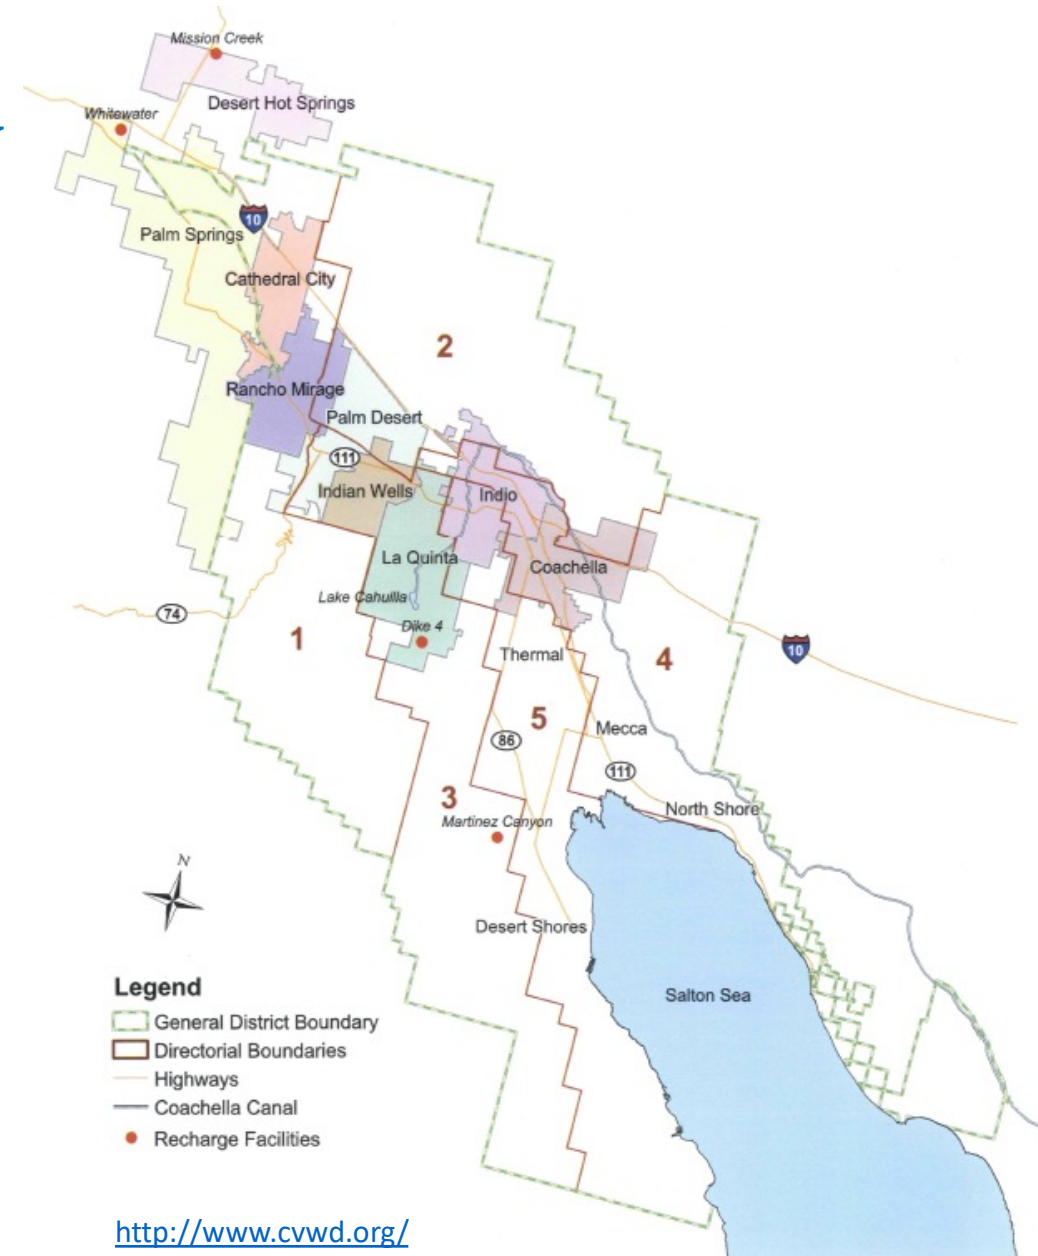 Mission Creek
Desert Hot Springs
Whitewater
10
Palm Springs
Cathedral City
2
Rancho Mirage
Palm Desert
111
Indian Wells
Indio
La Quinta
Coachella
Lake Cahuilla
74
Dike 4
1
Thermal
4
10
5
Mecca
86
111
3
North Shore
Martinez Canyon
N
Desert Shores
Salton Sea
Legend
General District Boundary
Directorial Boundaries
Highways
Coachella Canal
Recharge Facilities
http://www.cvwd.org/